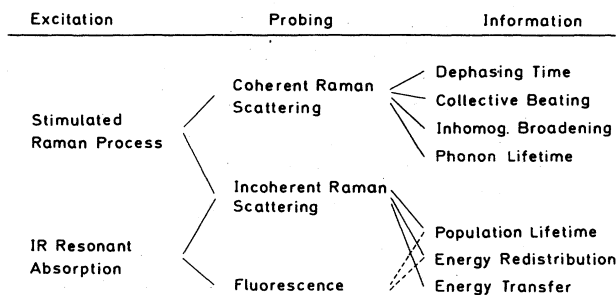 Excitation Probing Information
Stimulated
Raman Process
IR Resonant
Absorption
Coherent Raman
Scattering
Incoherent Raman
Scattering
Fluorescence
Dephasing Time
Collective Beating
Inhomog. Broadening
Phonon Lifetime
Population Lifetime
Energy Redistribution
Energy Transfer